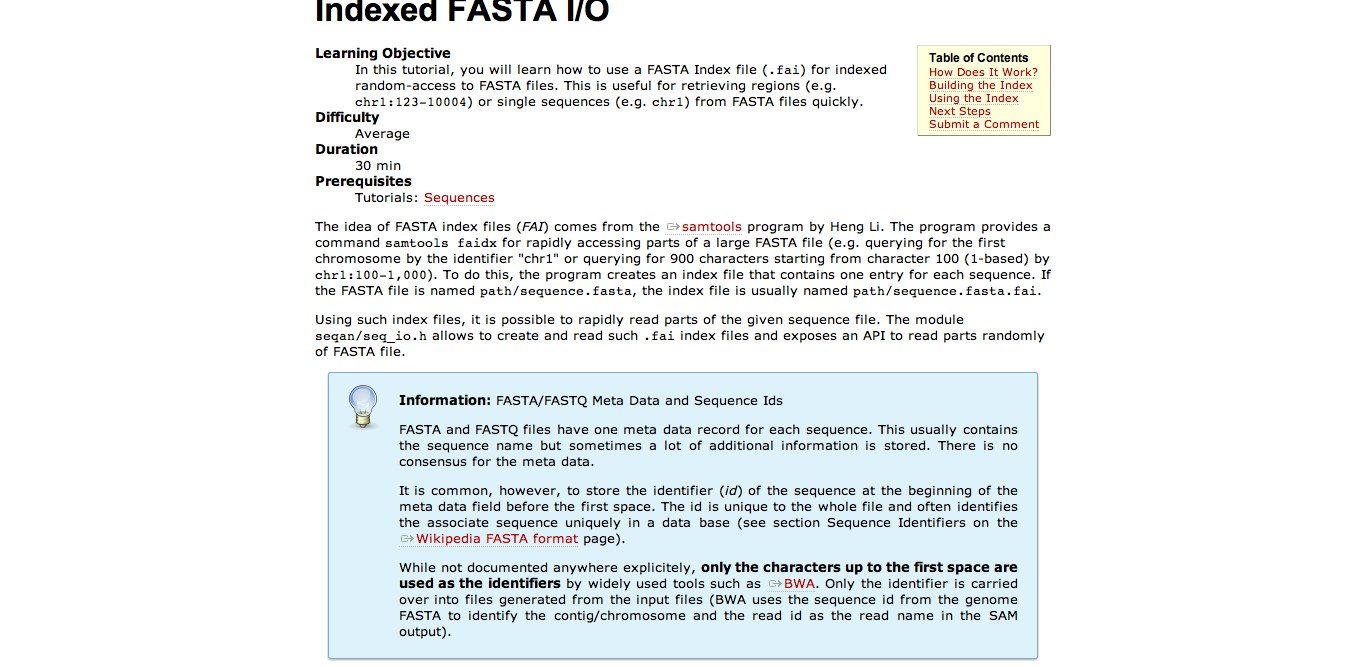 Indexed FASTA I/O
Learning Objective
In this tutorial, you will learn how to use a FASTA Index file (.fai) for indexed
random-access to FASTA files. This is useful for retrieving regions (e.g.
chr1:123-10004) or single sequences (e.g. chr1) from FASTA files quickly.
Difficulty
Average
Duration
30 min
Prerequisites
Tutorials: Sequences
Table of Contents
How Does It Work?
Building the Index
Using the Index
Next Steps
Submit a Comment
The idea of FASTA index files (FAI) comes from the samtools program by Heng Li. The program provides a
command samtools faidx for rapidly accessing parts of a large FASTA file (e.g. querying for the first
chromosome by the identifier "chr1" or querying for 900 characters starting from character 100 (1-based) by
chr1:100-1,000). To do this, the program creates an index file that contains one entry for each sequence. If
the FASTA file is named path/sequence.fasta, the index file is usually named path/sequence.fasta.fai.
Using such index files, it is possible to rapidly read parts of the given sequence file. The module
seqan/seq_io.h allows to create and read such .fai index files and exposes an API to read parts randomly
of FASTA file.
Information: FASTA/FASTQ Meta Data and Sequence Ids
FASTA and FASTQ files have one meta data record for each sequence. This usually contains
the sequence name but sometimes a lot of additional information is stored. There is no
consensus for the meta data.
It is common, however, to store the identifier (id) of the sequence at the beginning of the
meta data field before the first space. The id is unique to the whole file and often identifies
the associate sequence uniquely in a data base (see section Sequence Identifiers on the
Wikipedia FASTA format page).
While not documented anywhere explicitely, only the characters up to the first space are
used as the identifiers by widely used tools such as BWA. Only the identifier is carried
over into files generated from the input files (BWA uses the sequence id from the genome
FASTA to identify the contig/chromosome and the read id as the read name in the SAM
output).